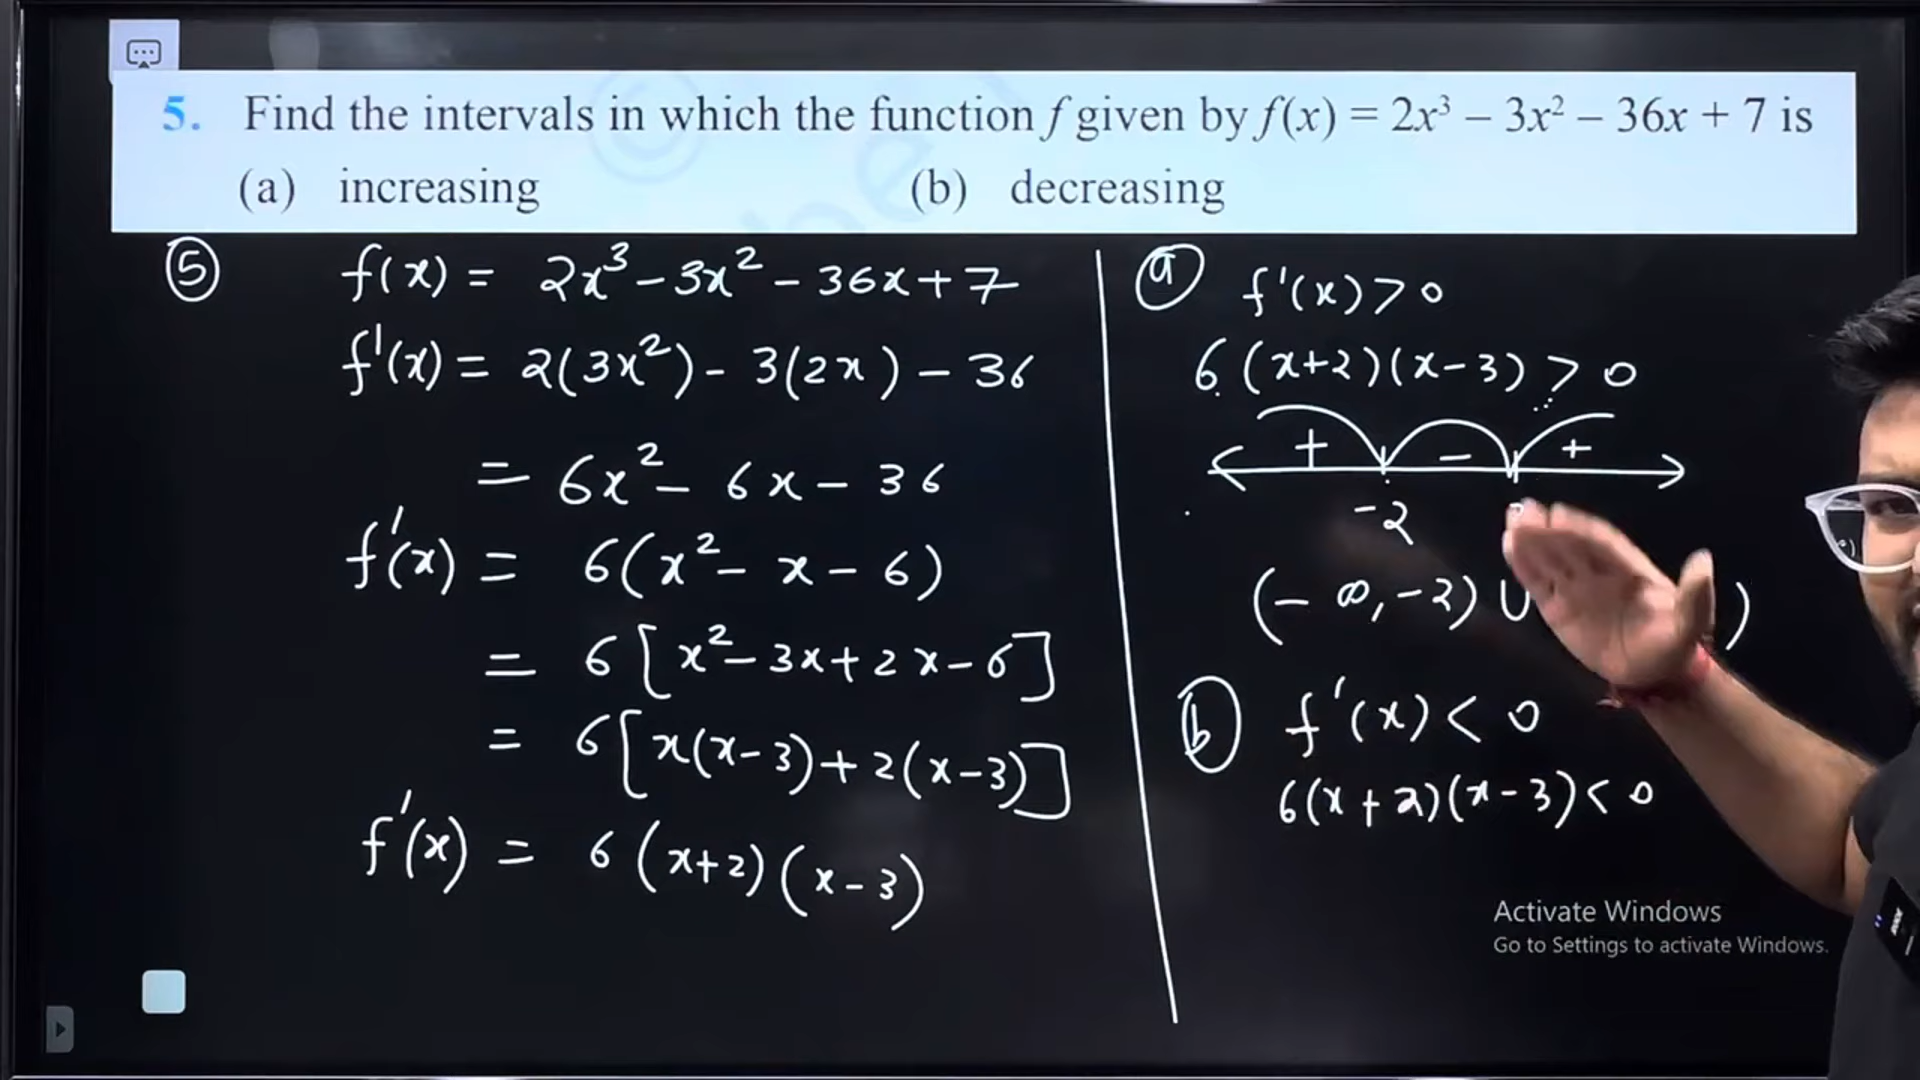 5. Find the intervals in which the function f given by f(x) = 2x³ – 3x² – 36x + 7 is
(a) increasing (b) decreasing
⑤ f(x) = 2x³ - 3x² - 36x + 7
f'(x) = 2(3x²) - 3(2x) - 36
= 6x² - 6x - 36
f'(x) = 6(x² - x - 6)
= 6[x² - 3x + 2x - 6]
= 6[x(x-3) + 2(x-3)]
f'(x) = 6(x+2)(x-3)
ⓐ f'(x) > 0
6(x+2)(x-3) > 0
+ - +
-2
(-∞, -2) ∪ )
ⓑ f'(x) < 0
6(x+2)(x-3) < 0
Activate Windows
Go to Settings to activate Windows.